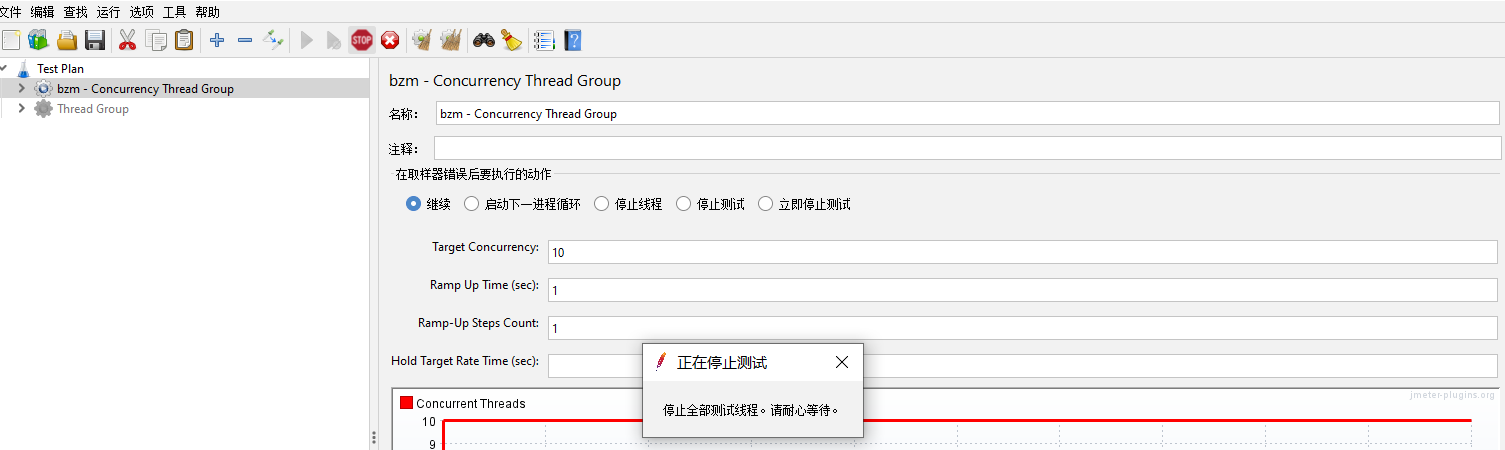 文件 编辑 查找 运行 选项 工具 帮助
STOP
Test Plan
bzm - Concurrency Thread Group
Thread Group
bzm - Concurrency Thread Group
名称：
bzm - Concurrency Thread Group
注释：
在取样器错误后要执行的动作
继续 启动下一进程循环 停止线程 停止测试 立即停止测试
Target Concurrency:
10
Ramp Up Time (sec):
1
Ramp-Up Steps Count:
1
Hold Target Rate Time (sec):
正在停止测试
停止全部测试线程。请耐心等待。
Concurrent Threads
jmeter-plugins.org
10
9